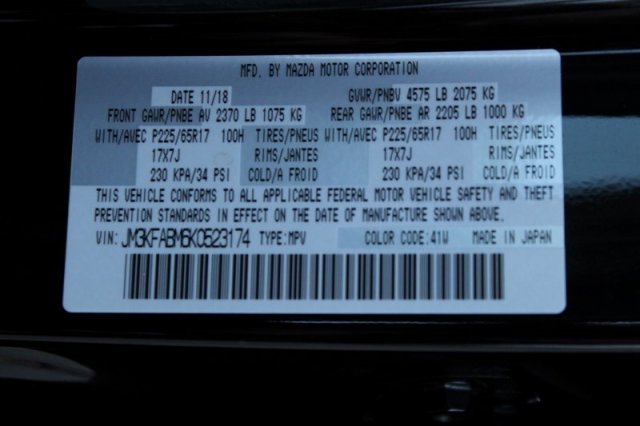 MFD. BY MAZDA MOTOR CORPORATION
DATE 11/18 GVWR/PNBV 4575 LB 2075 KG
FRONT GAWR/PNBE AV 2370 LB 1075 KG REAR GAWR/PNBE AR 2205 LB 1000 KG
WITH/AVEC P225/65R17 100H TIRES/PNEUS WITH/AVEC P225/65R17 100H TIRES/PNEUS
17X7J RIMS/JANTES 17X7J RIMS/JANTES
230 KPA/34 PSI COLD/A FROID 230 KPA/34 PSI COLD/A FROID
THIS VEHICLE CONFORMS TO ALL APPLICABLE FEDERAL MOTOR VEHICLE SAFETY AND THEFT
PREVENTION STANDARDS IN EFFECT ON THE DATE OF MANUFACTURE SHOWN ABOVE.
VIN: JM3KFABM6K0523174 TYPE:MPV COLOR CODE:41W MADE IN JAPAN